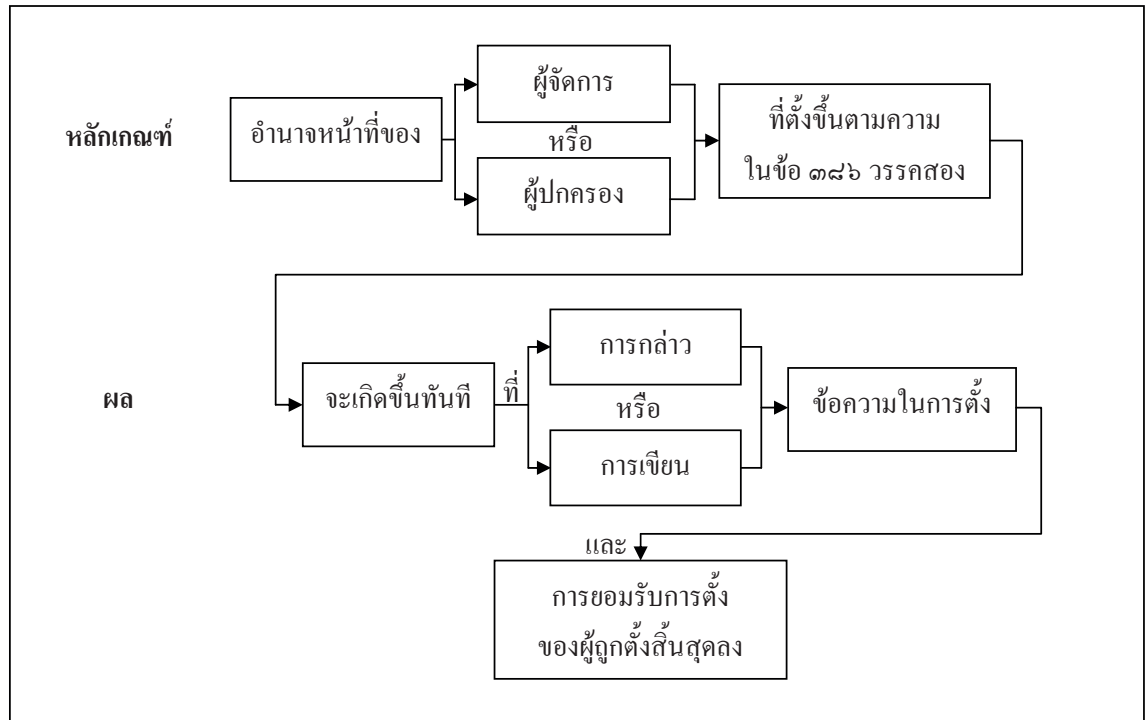 หลักเกณฑ์
อำนาจหน้าที่ของ
ผู้จัดการ
หรือ
ผู้ปกครอง
ที่ตั้งขึ้นตามความ
ในข้อ ๓๘๖ วรรคสอง
ผล
จะเกิดขึ้นทันที
ที่
การกล่าว
หรือ
การเขียน
ข้อความในการตั้ง
และ
การยอมรับการตั้ง
ของผู้ถูกตั้งสิ้นสุดลง